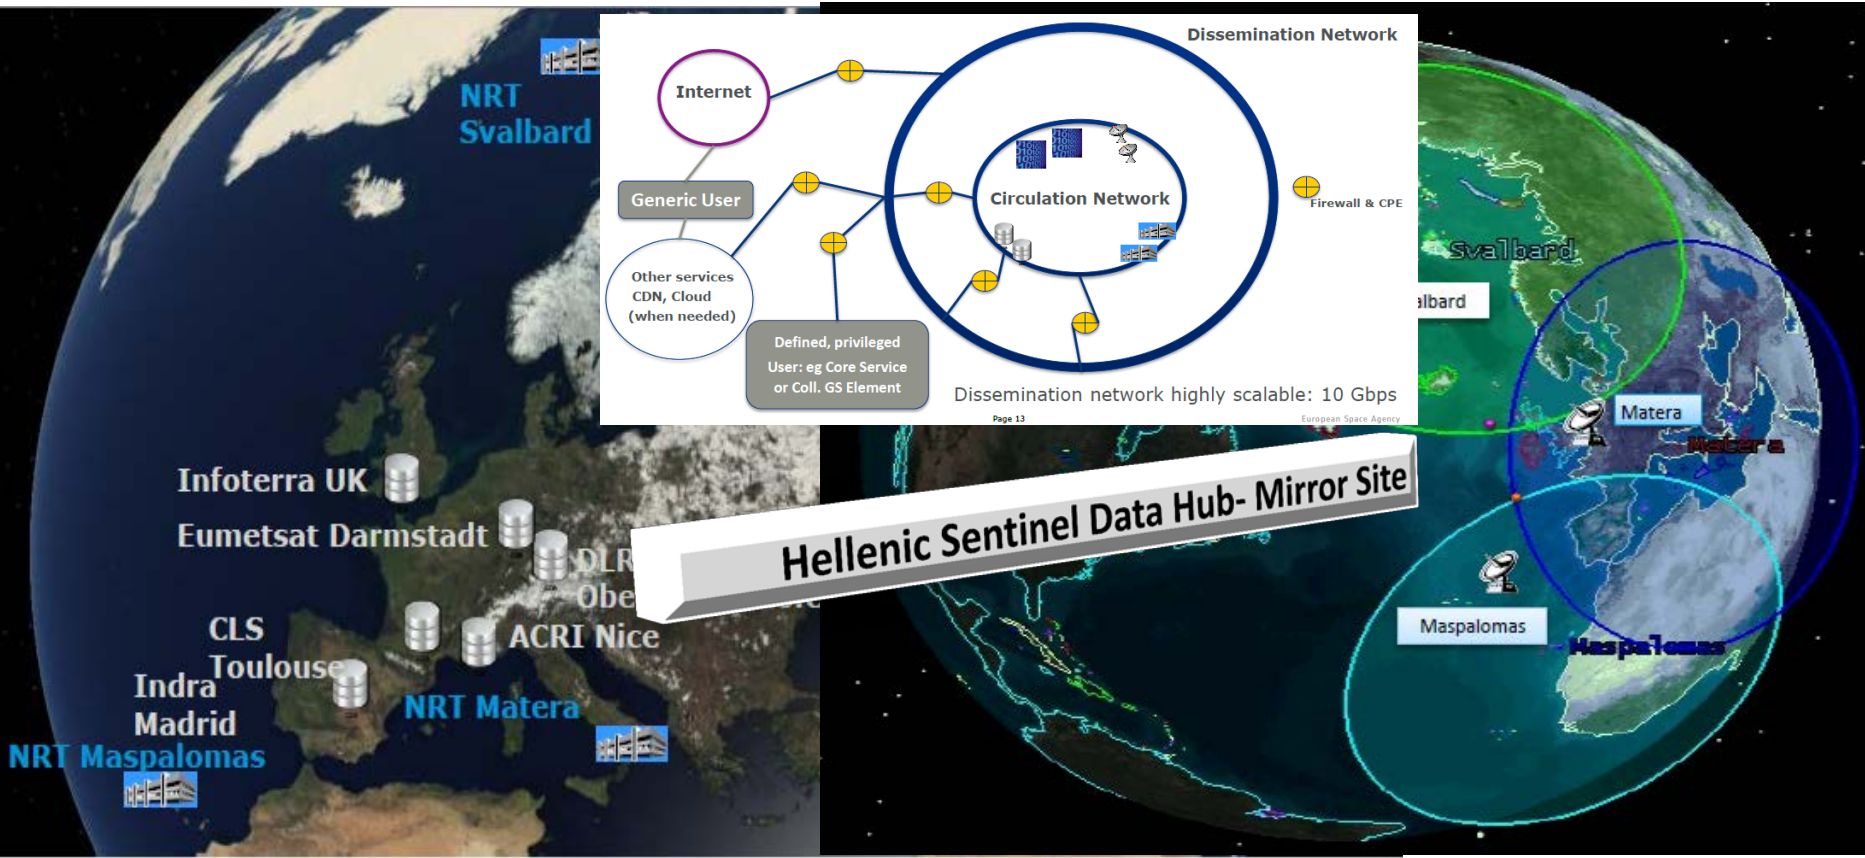 NRT
Svalbard
Infoterra UK
Eumetsat Darmstadt
DLR
Obe
CLS
Toulouse
ACRI Nice
Indra
Madrid
NRT Matera
NRT Maspalomas
Dissemination Network
Internet
Generic User
Circulation Network
Firewall & CPE
Other services
CDN, Cloud
(when needed)
Defined, privileged
User: eg Core Service
or Coll. GS Element
Dissemination network highly scalable: 10 Gbps
Page 13
European Space Agency
Hellenic Sentinel Data Hub- Mirror Site
Svalbard
albard
Matera
Matera
Maspalomas
Maspalomas